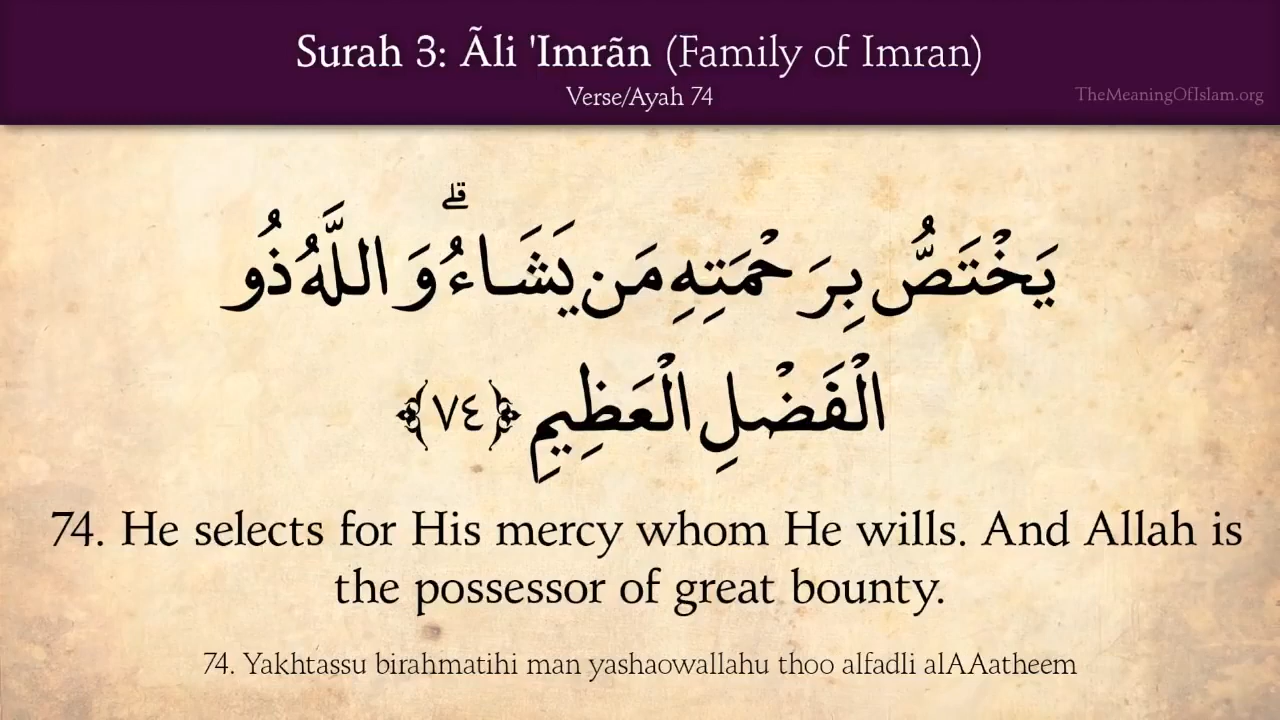 Surah 3: Ãli 'Imrãn (Family of Imran)
Verse/Ayah 74
TheMeaningOfIslam.org
يَخْتَصُّ بِرَحْمَتِهِ مَن يَشَاءُ ۗ وَاللَّهُ ذُو
الْفَضْلِ الْعَظِيمِ ﴿٧٤﴾
74. He selects for His mercy whom He wills. And Allah is
the possessor of great bounty.
74. Yakhtassu birahmatihi man yashaowallahu thoo alfadli alAAatheem